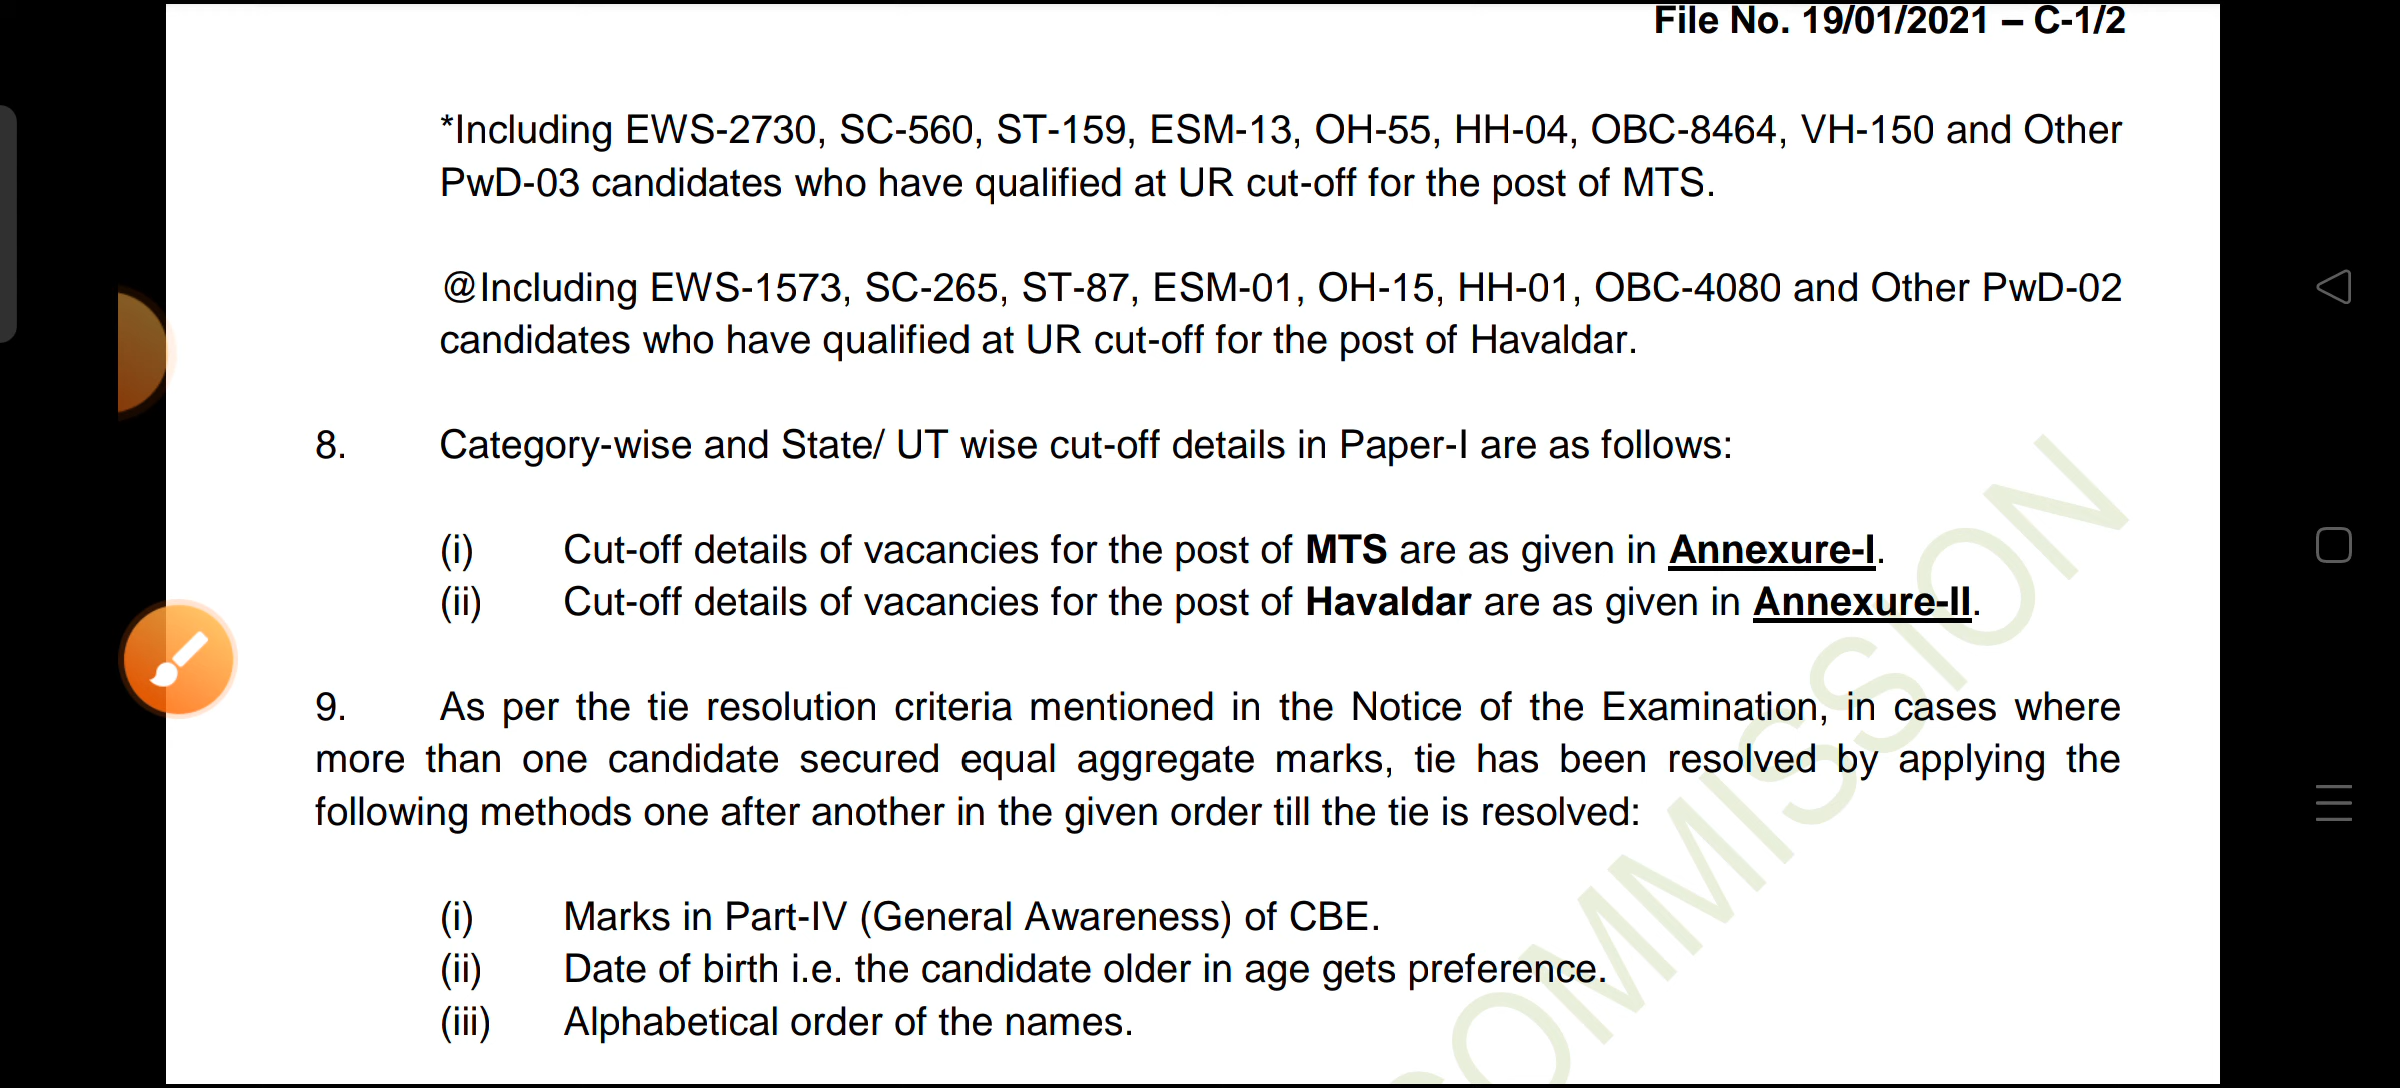 File No. 19/01/2021 – C-1/2
*Including EWS-2730, SC-560, ST-159, ESM-13, OH-55, HH-04, OBC-8464, VH-150 and Other
PwD-03 candidates who have qualified at UR cut-off for the post of MTS.
@Including EWS-1573, SC-265, ST-87, ESM-01, OH-15, HH-01, OBC-4080 and Other PwD-02
candidates who have qualified at UR cut-off for the post of Havaldar.
8. Category-wise and State/ UT wise cut-off details in Paper-I are as follows:
(i) Cut-off details of vacancies for the post of MTS are as given in Annexure-I.
(ii) Cut-off details of vacancies for the post of Havaldar are as given in Annexure-II.
9. As per the tie resolution criteria mentioned in the Notice of the Examination, in cases where
more than one candidate secured equal aggregate marks, tie has been resolved by applying the
following methods one after another in the given order till the tie is resolved:
(i) Marks in Part-IV (General Awareness) of CBE.
(ii) Date of birth i.e. the candidate older in age gets preference.
(iii) Alphabetical order of the names.
COMMISSION